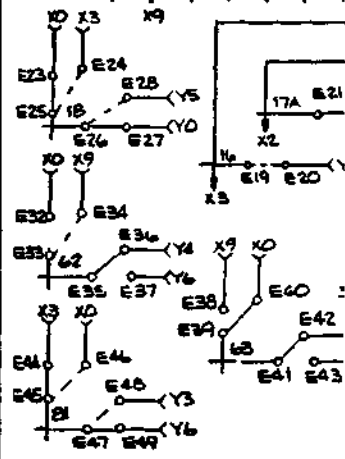 X0 X3 X9
E23 E24
E28 Y5
E25 18
E26 E27 Y0
17A E21
X2
16
E19 E20 Y
X3
X0 X9
E32 E34
E33 62
E36 Y4
E35 E37 Y6
X9 X0
E38 E40
E39 63
E42
E41 E43
X3 X0
E44 E46
E45 81
E48 Y3
E47 E49 Y6